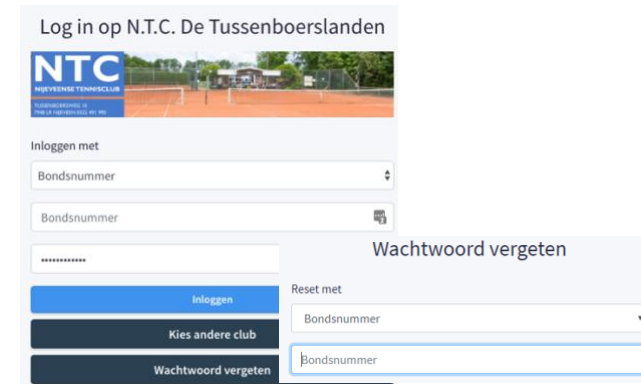 Log in op N.T.C. De Tussenboerslanden
NTC
NIJEVEENSE TENNISCLUB
Inloggen met
Bondsnummer
Bondsnummer
••••••••••••
Inloggen
Kies andere club
Wachtwoord vergeten
Wachtwoord vergeten
Reset met
Bondsnummer
Bondsnummer